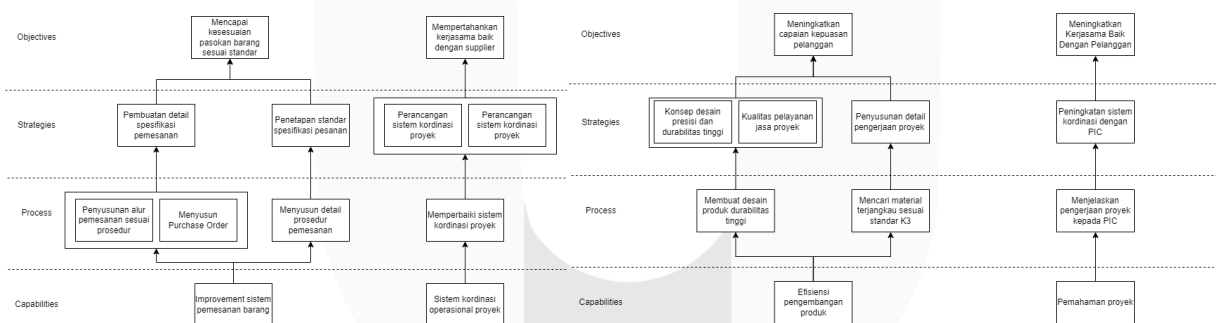 Objectives
Mencapai
kesesuaian
pasokan barang
sesuai standar
Mempertahankan
kerjasama baik
dengan supplier
Strategies
Pembuatan detail
spesifikasi
pemesanan
Penetapan standar
spesifikasi pesanan
Perancangan
sistem kordinasi
proyek
Perancangan
sistem kordinasi
proyek
Process
Penyusunan alur
pemesanan sesuai
prosedur
Menyusun
Purchase Order
Menyusun detail
prosedur
pemesanan
Memperbaiki sistem
kordinasi proyek
Capabilities
Improvement sistem
pemesanan barang
Sistem kordinasi
operasional proyek
Objectives
Meningkatkan
capaian kepuasan
pelanggan
Meningkatkan
Kerjasama Baik
Dengan Pelanggan
Strategies
Konsep desain
presisi dan
durabilitas tinggi
Kualitas pelayanan
jasa proyek
Penyusunan detail
pengerjaan proyek
Peningkatan sistem
kordinasi dengan
PIC
Process
Membuat desain
produk durabilitas
tinggi
Mencari material
terjangkau sesuai
standar K3
Menjelaskan
pengerjaan proyek
kepada PIC
Capabilities
Efisiensi
pengembangan
produk
Pemahaman proyek